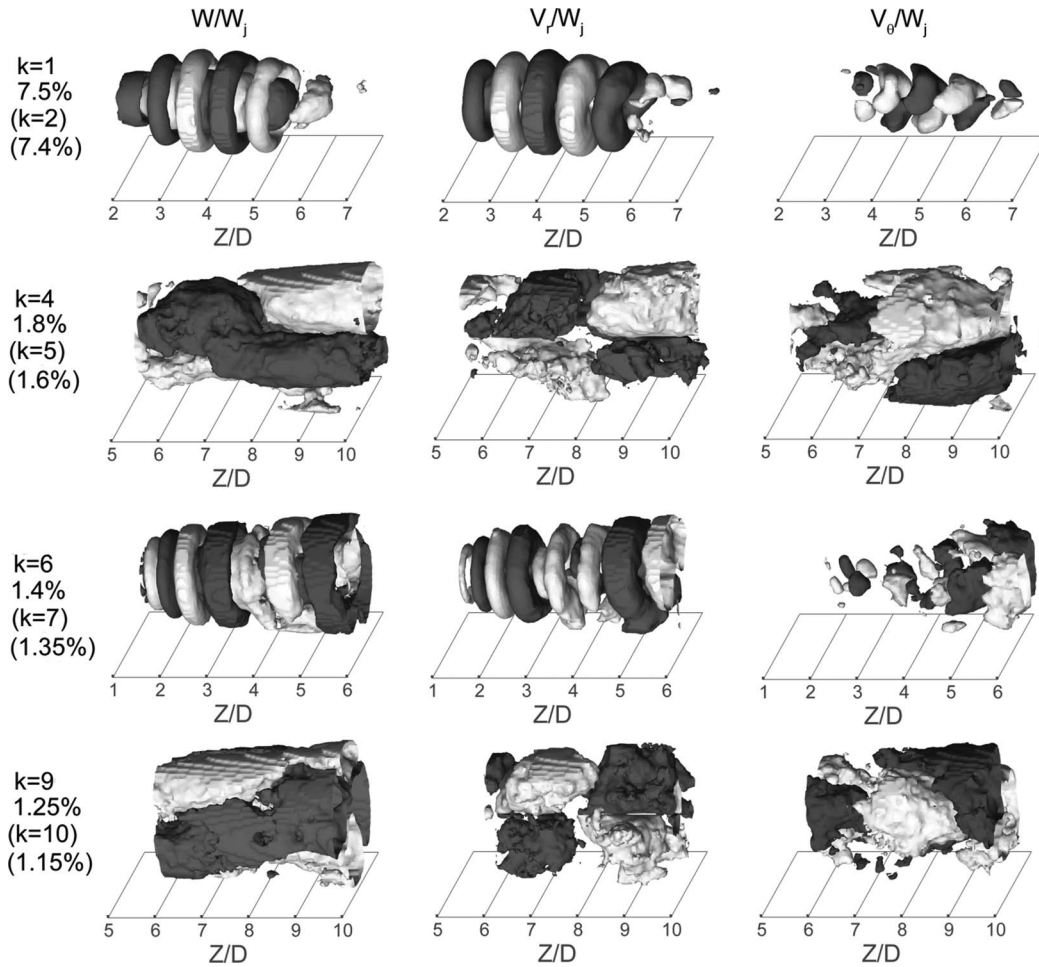 W/Wj Vr/Wj Vθ/Wj
k=1
7.5%
(k=2)
(7.4%)
2 3 4 5 6 7 2 3 4 5 6 7 2 3 4 5 6 7
Z/D Z/D Z/D
k=4
1.8%
(k=5)
(1.6%)
5 6 7 8 9 10 5 6 7 8 9 10 5 6 7 8 9 10
Z/D Z/D Z/D
k=6
1.4%
(k=7)
(1.35%)
1 2 3 4 5 6 1 2 3 4 5 6 1 2 3 4 5 6
Z/D Z/D Z/D
k=9
1.25%
(k=10)
(1.15%)
5 6 7 8 9 10 5 6 7 8 9 10 5 6 7 8 9 10
Z/D Z/D Z/D